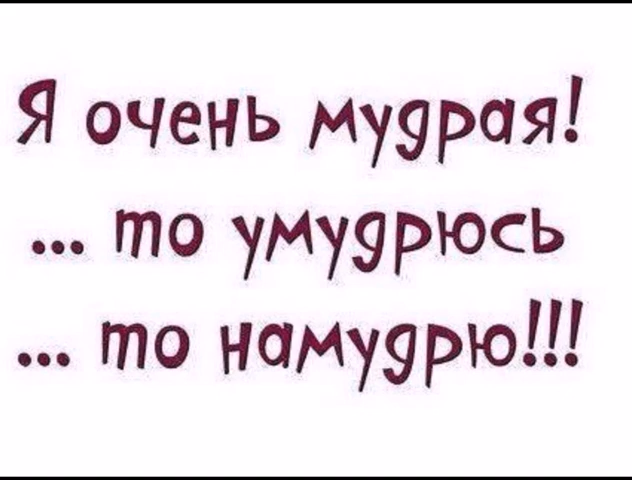 Я очень мудрая!
... то умудрюсь
... то намудрю!!!